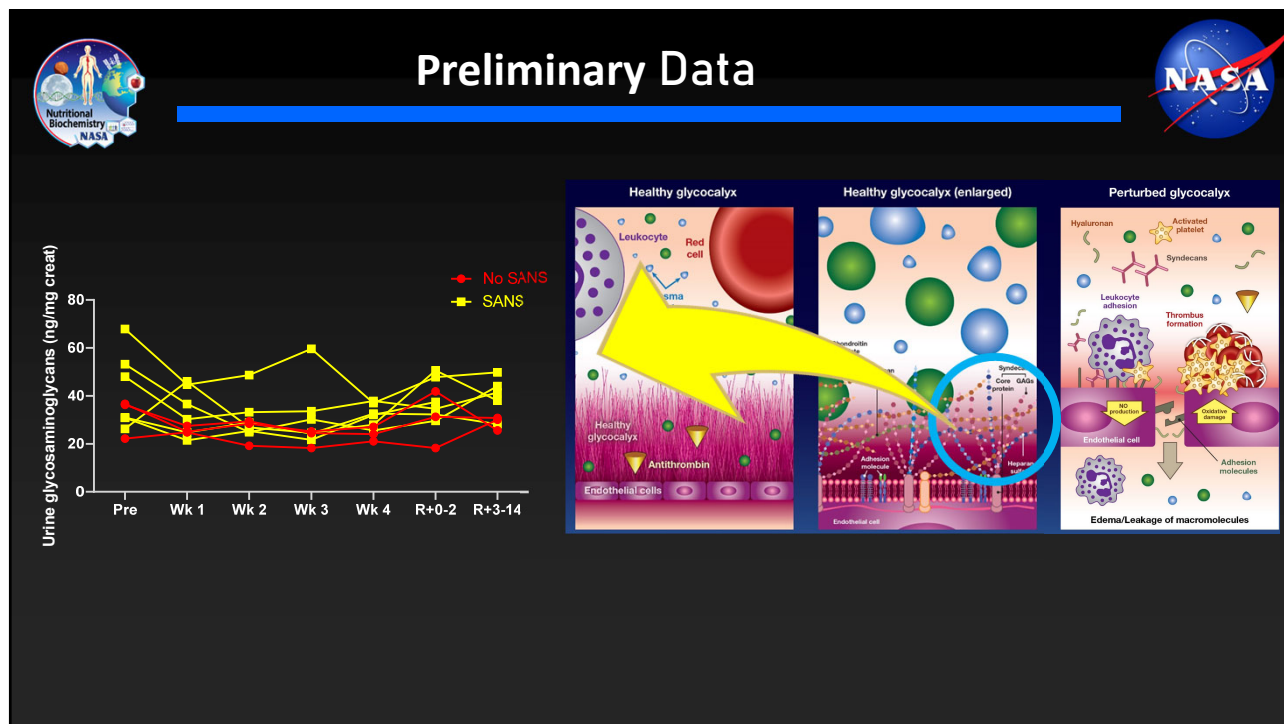 Preliminary Data
Nutritional
Biochemistry
NASA
NASA
Urine glycosaminoglycans (ng/mg creat)
80
60
40
20
0
Pre Wk 1 Wk 2 Wk 3 Wk 4 R+0-2 R+3-14
No SANS
SANS
Healthy glycocalyx
Leukocyte
Red
cell
Healthy
glycocalyx
Antithrombin
Endothelial cells
Healthy glycocalyx (enlarged)
Core
protein
GAGs
Adhesion
molecule
Endothelial cell
Perturbed glycocalyx
Hyaluronan
Activated
platelet
Syndecans
Leukocyte
adhesion
Thrombus
formation
NO
production
Oxidative
damage
Endothelial cell
Adhesion
molecules
Edema/Leakage of macromolecules